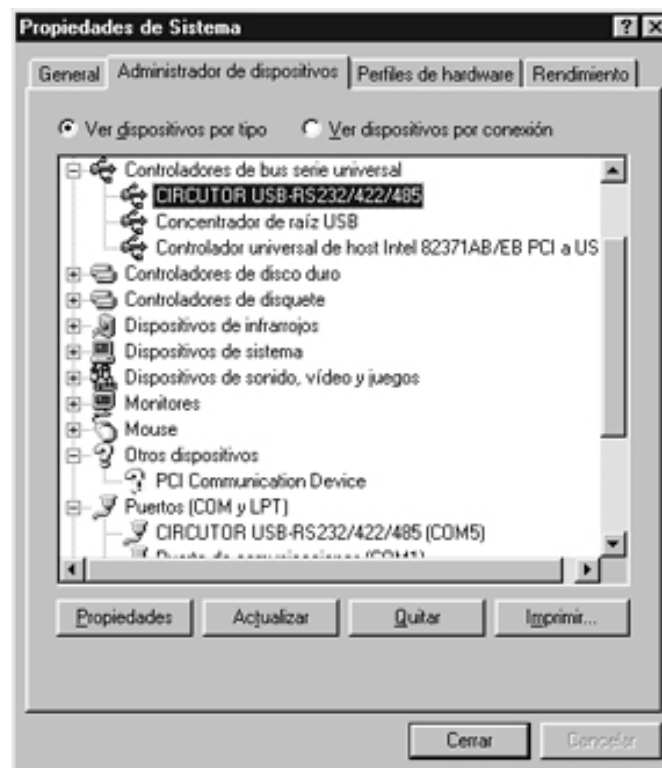 Propiedades de Sistema
General Administrador de dispositivos Perfiles de hardware Rendimiento
Ver dispositivos por tipo Ver dispositivos por conexión
Controladores de bus serie universal
CIRCUTOR USB-RS232/422/485
Concentrador de raíz USB
Controlador universal de host Intel 82371AB/EB PCI a US
Controladores de disco duro
Controladores de disquete
Dispositivos de infrarrojos
Dispositivos de sistema
Dispositivos de sonido, vídeo y juegos
Monitores
Mouse
Otros dispositivos
PCI Communication Device
Puertos (COM y LPT)
CIRCUTOR USB-RS232/422/485 (COM5)
Puerto de comunicaciones (COM1)
Propiedades Actualizar Quitar Imprimir...
Cerrar Cancelar